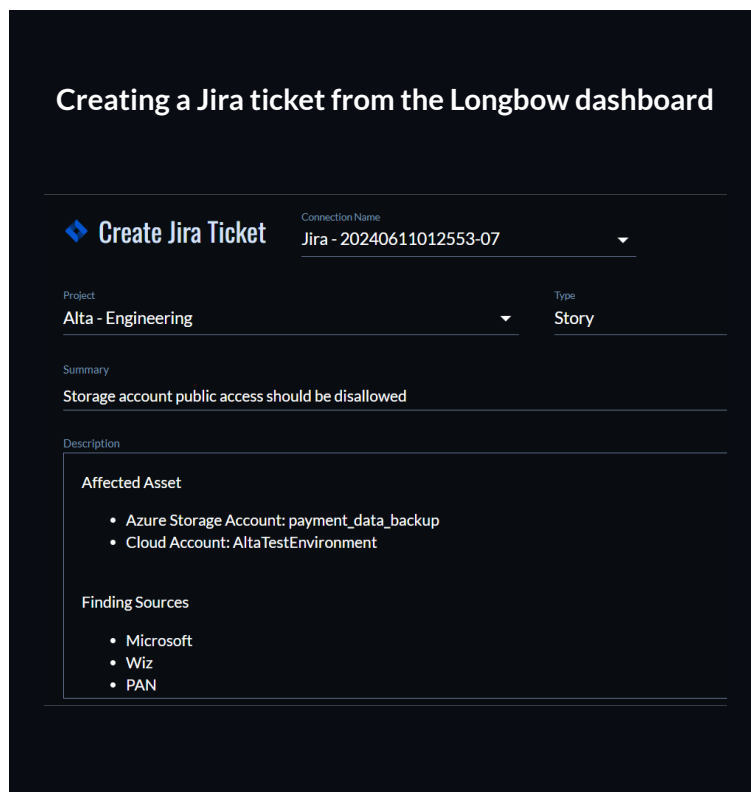 Creating a Jira ticket from the Longbow dashboard
Create Jira Ticket
Connection Name
Jira - 20240611012553-07
Project
Alta - Engineering
Type
Story
Summary
Storage account public access should be disallowed
Description
Affected Asset
• Azure Storage Account: payment_data_backup
• Cloud Account: AltaTestEnvironment
Finding Sources
• Microsoft
• Wiz
• PAN